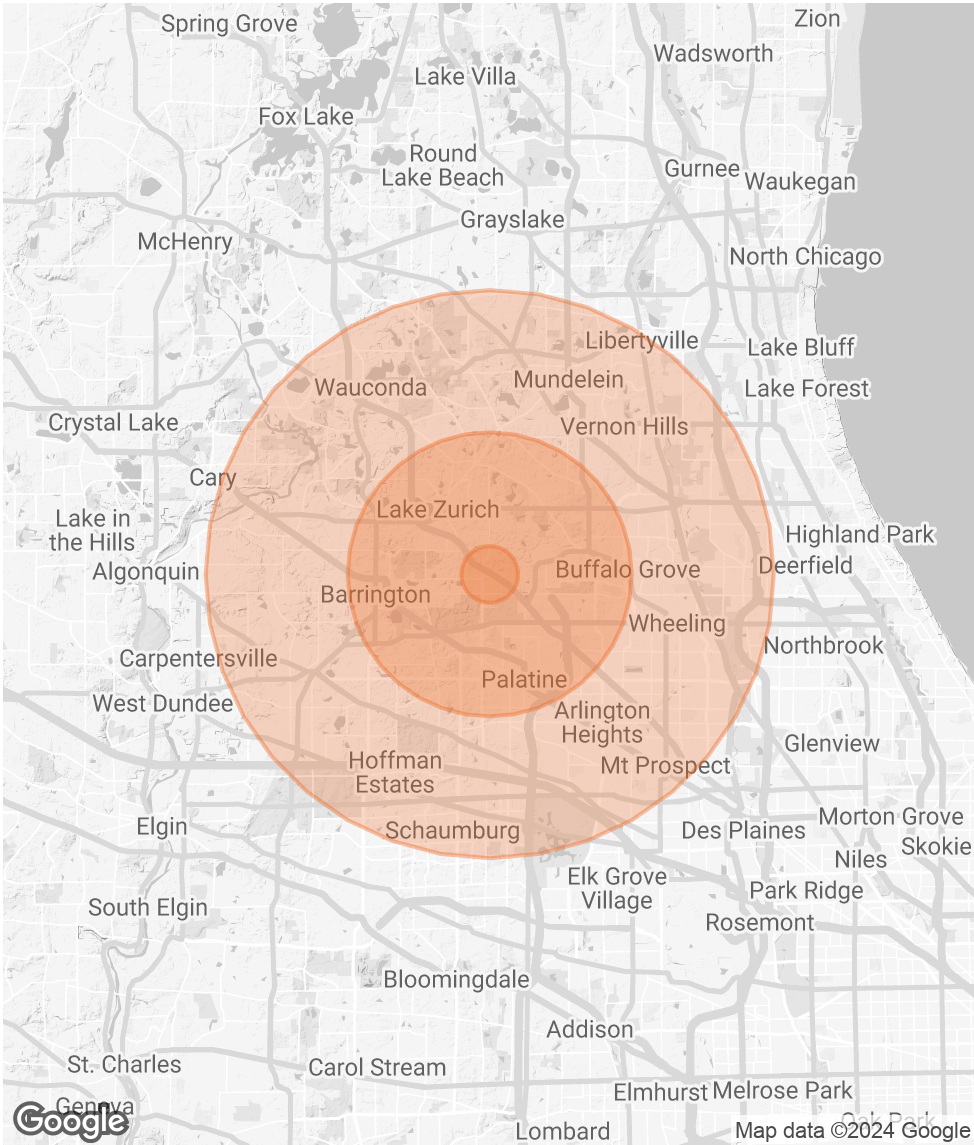 Spring Grove
Zion
Wadsworth
Lake Villa
Fox Lake
Round
Lake Beach
Gurnee
Waukegan
Grayslake
McHenry
North Chicago
Libertyville
Lake Bluff
Mundelein
Wauconda
Lake Forest
Crystal Lake
Vernon Hills
Cary
Lake Zurich
Lake in
the Hills
Highland Park
Algonquin
Buffalo Grove
Deerfield
Barrington
Wheeling
Northbrook
Carpentersville
Palatine
West Dundee
Arlington
Heights
Glenview
Hoffman
Estates
Mt Prospect
Elgin
Schaumburg
Des Plaines
Morton Grove
Skokie
Niles
Elk Grove
Village
Park Ridge
South Elgin
Rosemont
Bloomingdale
Addison
St. Charles
Carol Stream
Elmhurst
Melrose Park
Geneva
Google
Oak Park
Lombard
Map data ©2024 Google